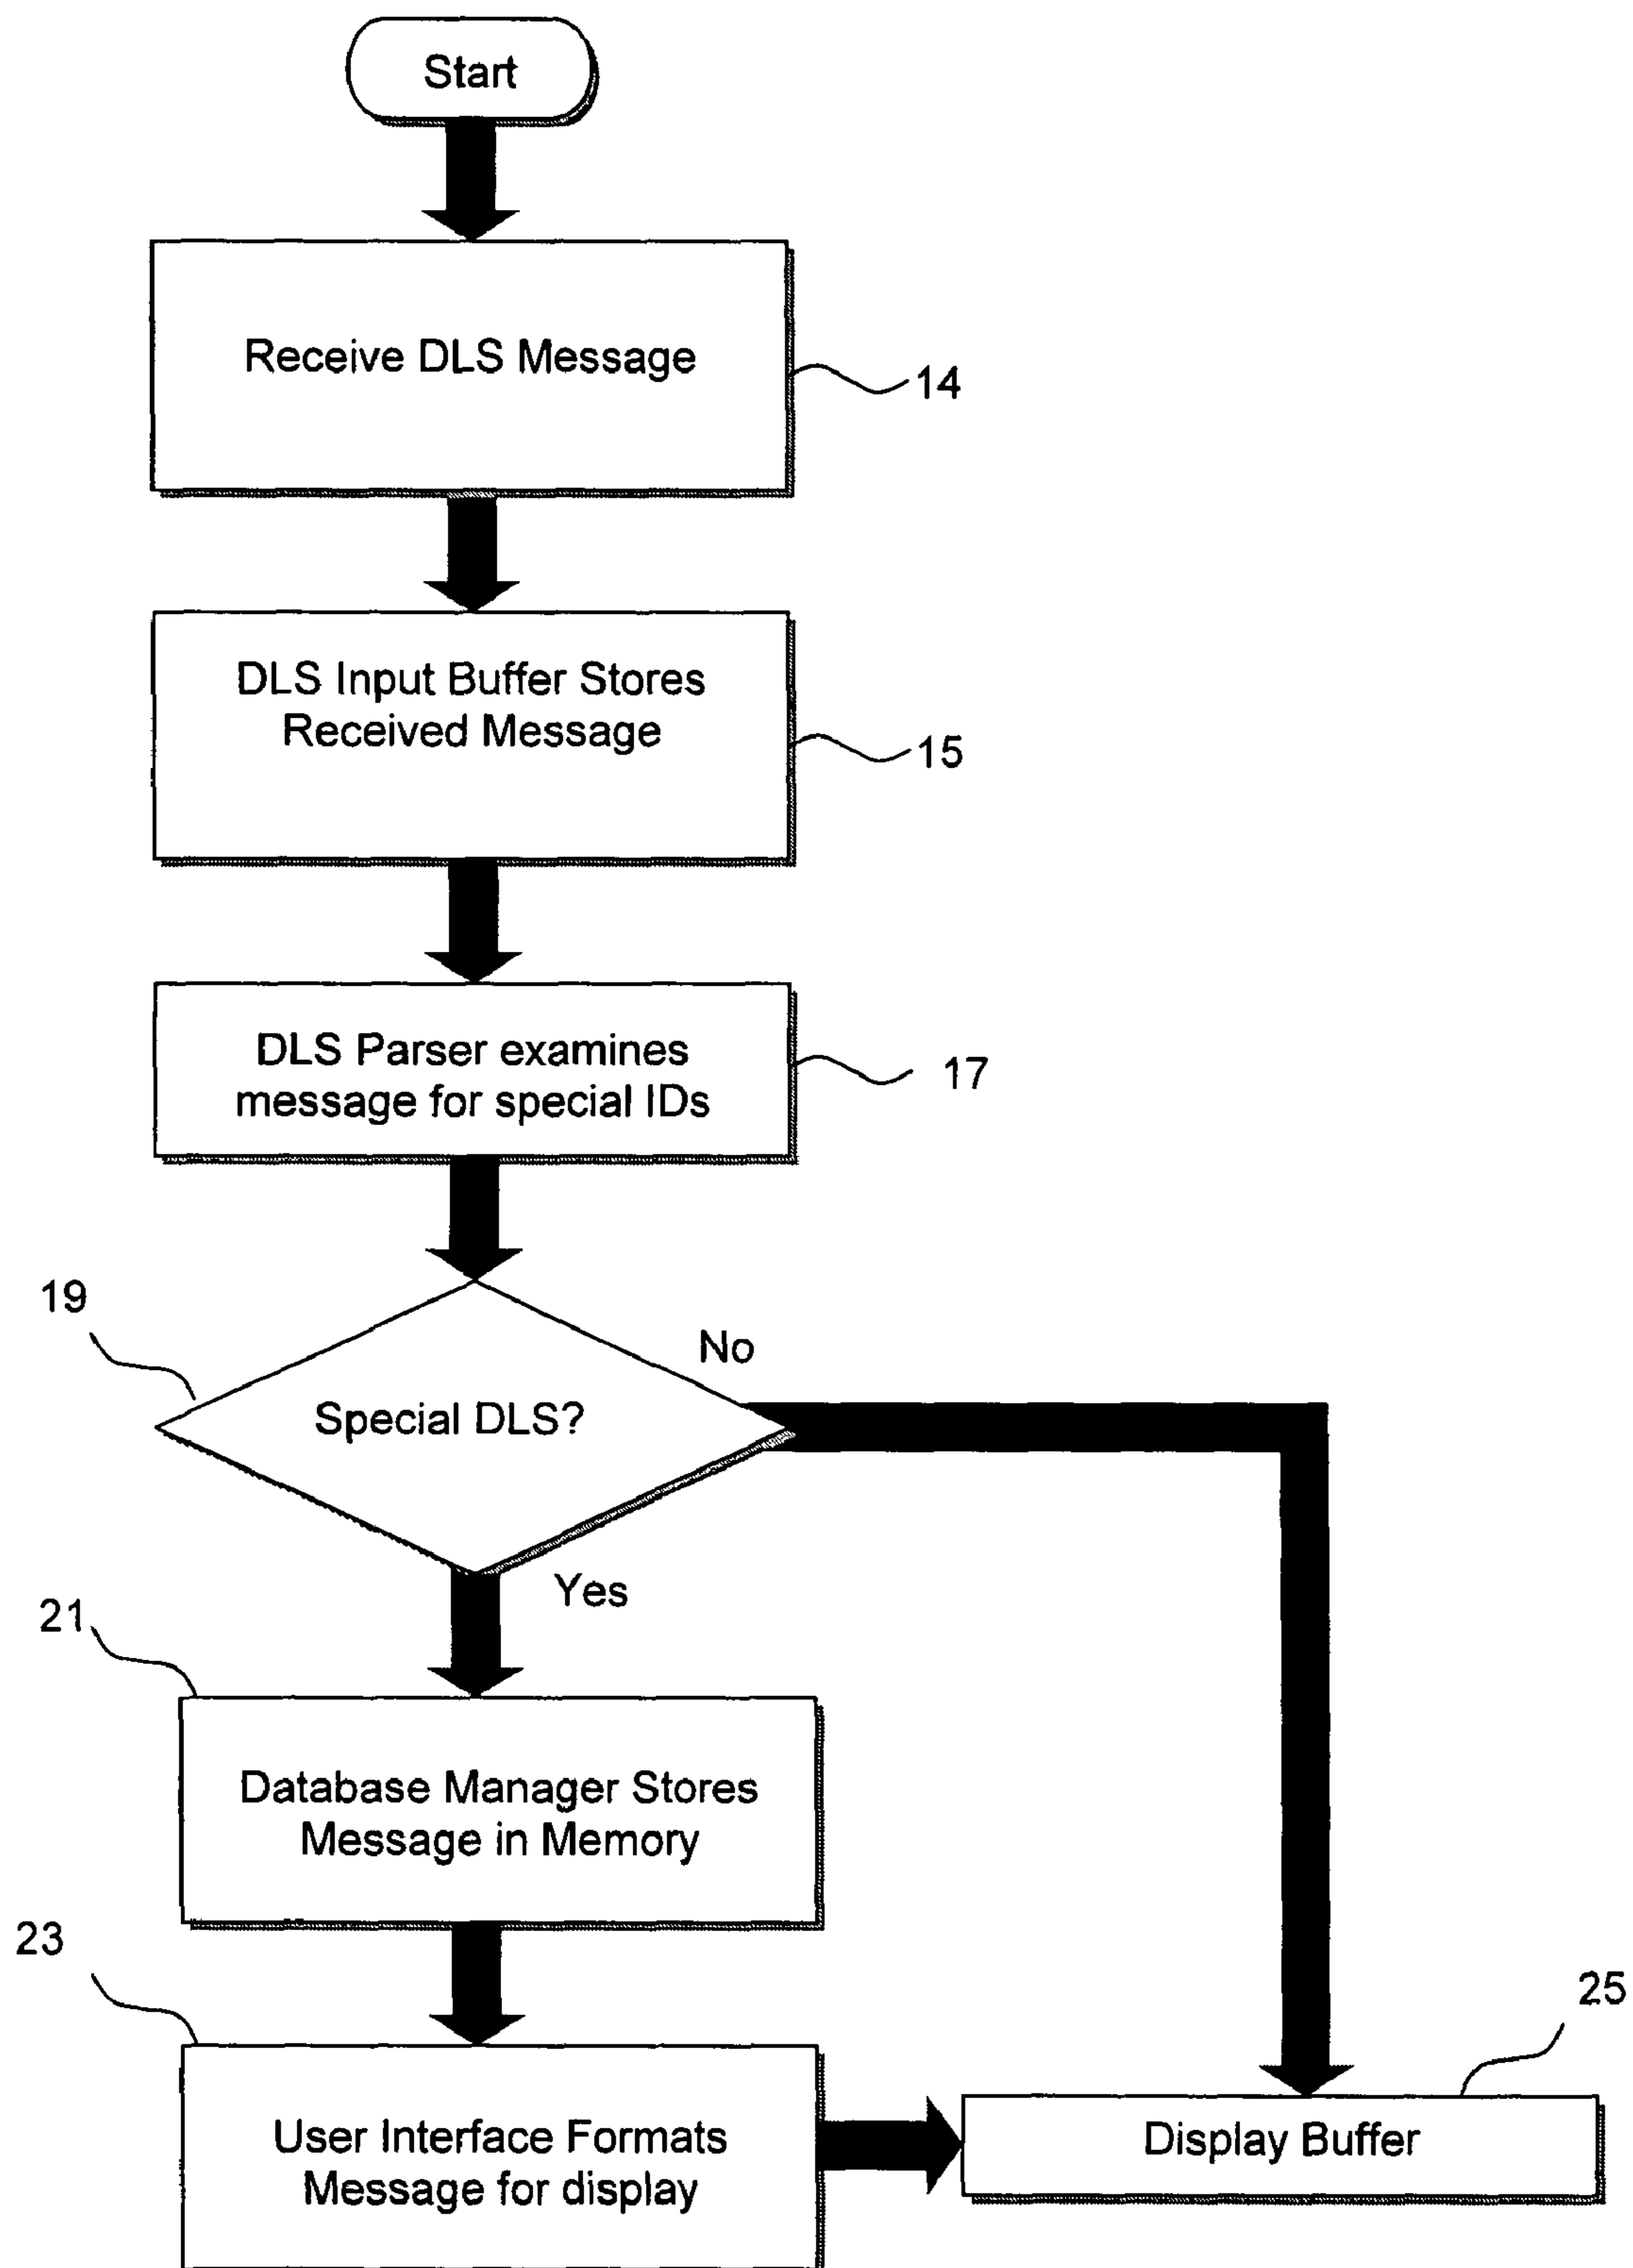 Start
Receive DLS Message
14
DLS Input Buffer Stores
Received Message
15
DLS Parser examines
message for special IDs
17
19
No
Special DLS?
Yes
21
Database Manager Stores
Message in Memory
23
User Interface Formats
Message for display
25
Display Buffer